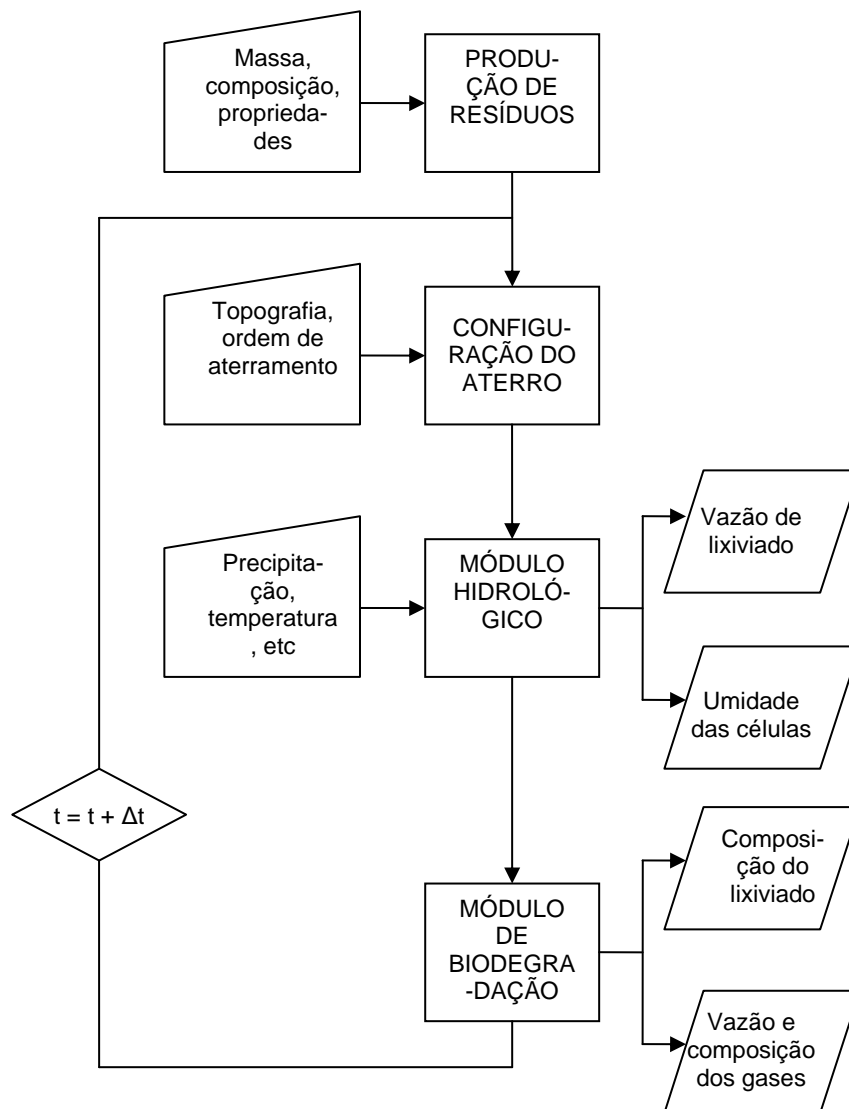 Massa,
composição,
proprieda-
des
PRODU-
ÇÃO DE
RESÍDUOS
Topografia,
ordem de
aterramento
CONFIGU-
RAÇÃO DO
ATERRO
Precipita-
ção,
temperatura
, etc
MÓDULO
HIDROLÓ-
GICO
Vazão de
lixiviado
Umidade
das células
t = t + Δt
MÓDULO
DE
BIODEGRA
-DAÇÃO
Composi-
ção do
lixiviado
Vazão e
composição
dos gases